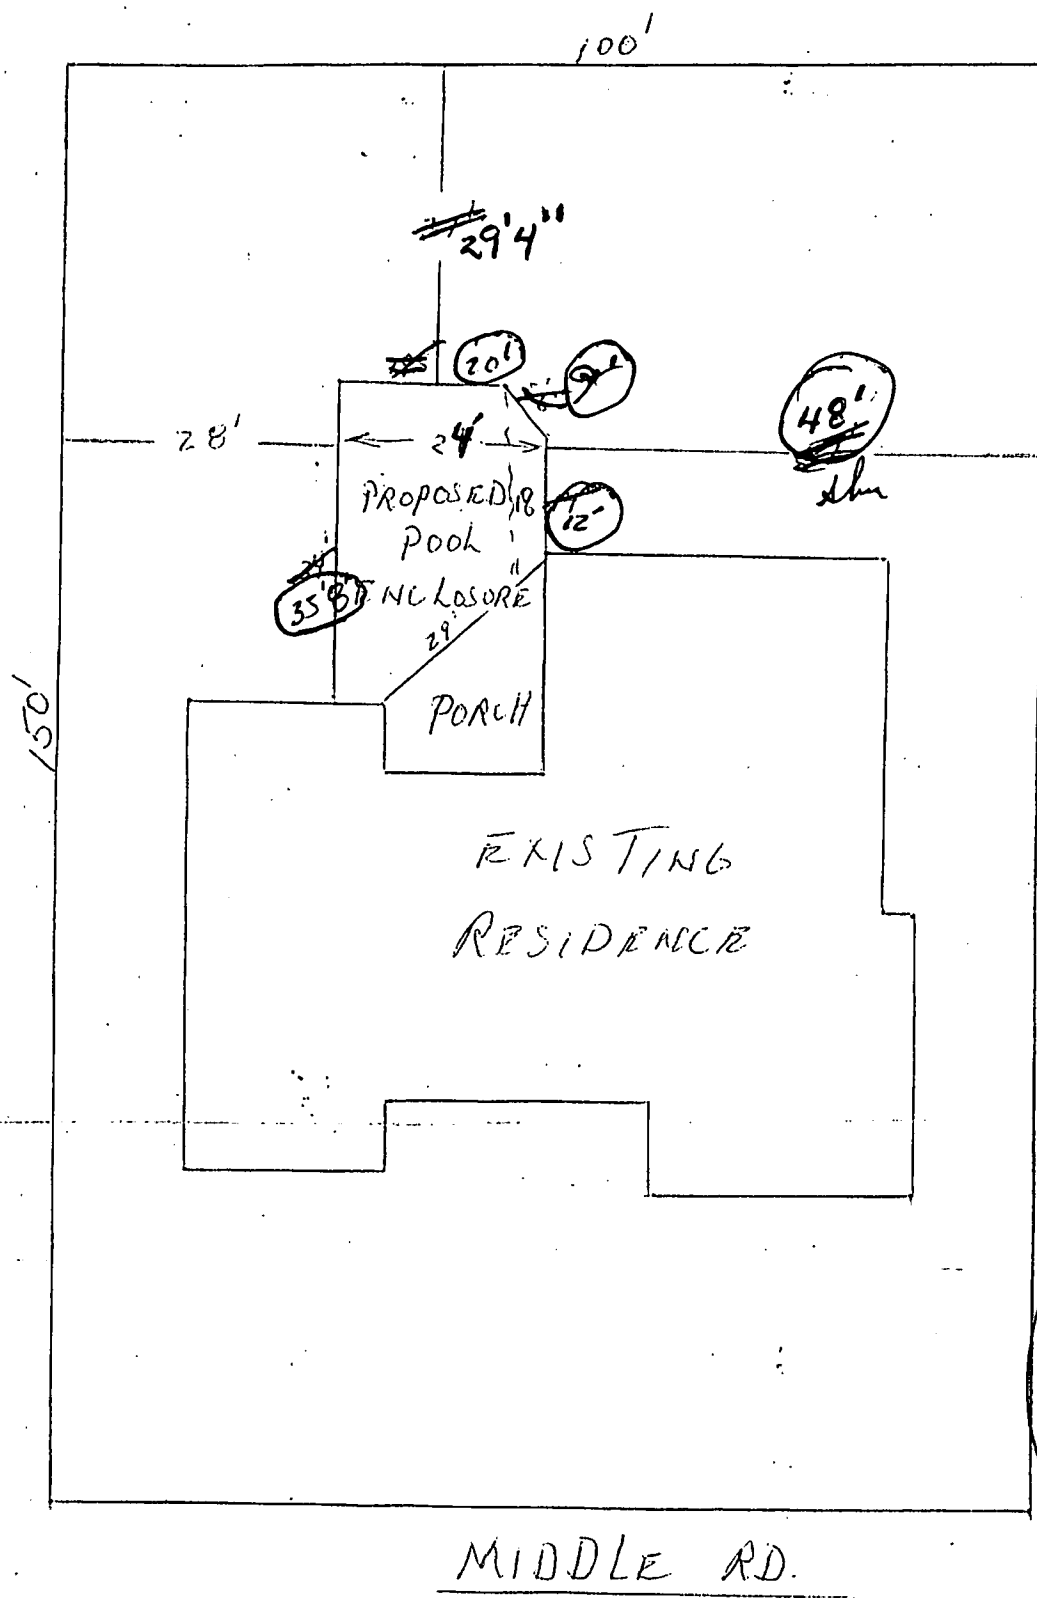 100'
29'4"
20'
9'
28'
24'
48'
PROPOSED
18
12'
POOL
35'8"
ENCLOSURE
29'
PORCH
150'
EXISTING
RESIDENCE
MIDDLE RD.